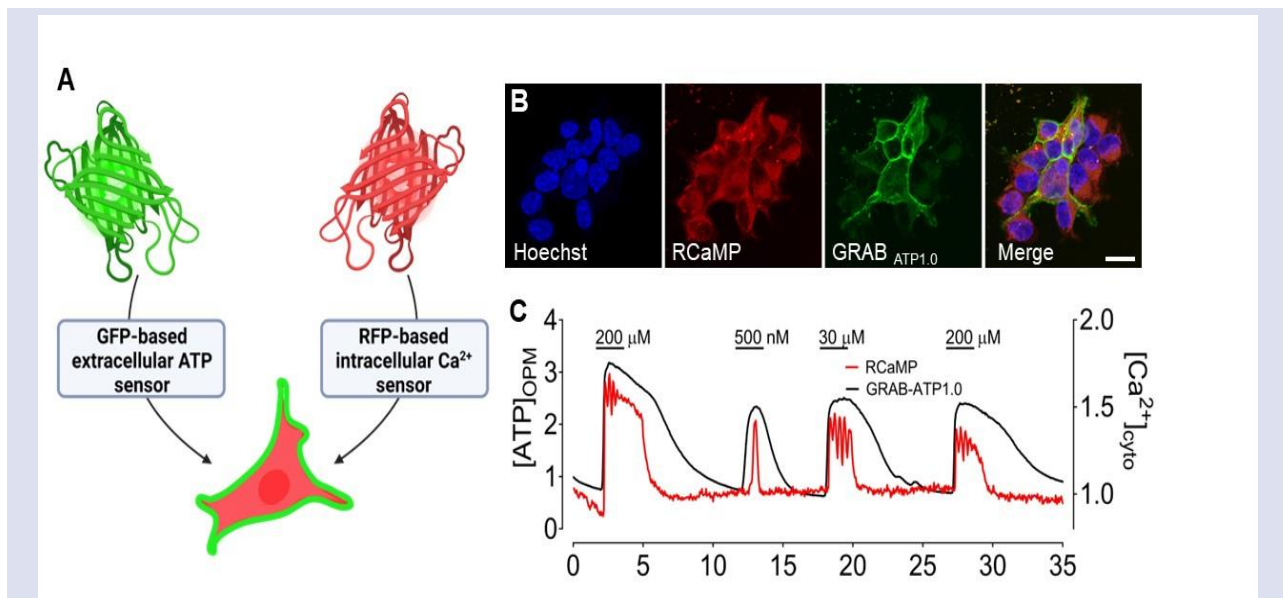 A
GFP-based
extracellular ATP
sensor
RFP-based
intracellular Ca²⁺
sensor
B
Hoechst
RCaMP
GRAB ATP1.0
Merge
C
200 μM
500 nM
30 μM
200 μM
RCaMP
GRAB-ATP1.0
[ATP]OPM
4
3
2
1
0
[Ca²⁺]cyto
2.0
1.5
1.0
0 5 10 15 20 25 30 35